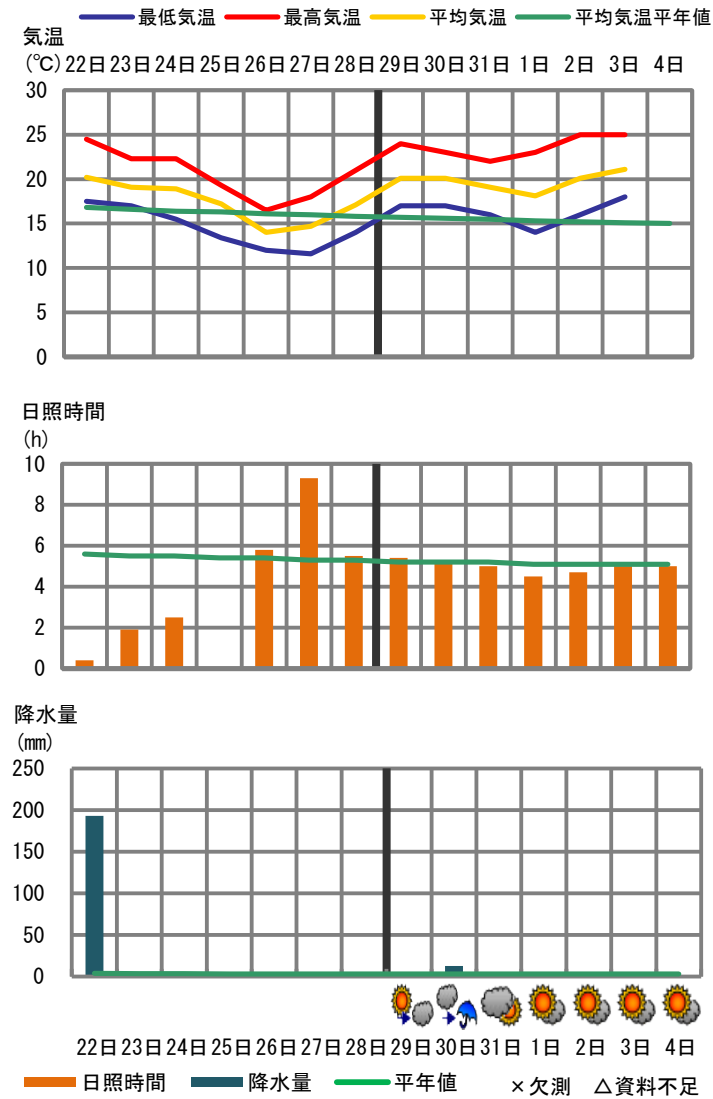 最低気温 最高気温 平均気温 平均気温平年値
気温
(℃) 22日 23日 24日 25日 26日 27日 28日 29日 30日 31日 1日 2日 3日 4日
30
25
20
15
10
5
0
日照時間
(h)
10
8
6
4
2
0
降水量
(㎜)
250
200
150
100
50
0
22日 23日 24日 25日 26日 27日 28日 29日 30日 31日 1日 2日 3日 4日
日照時間 降水量 平年値 ×欠測 △資料不足